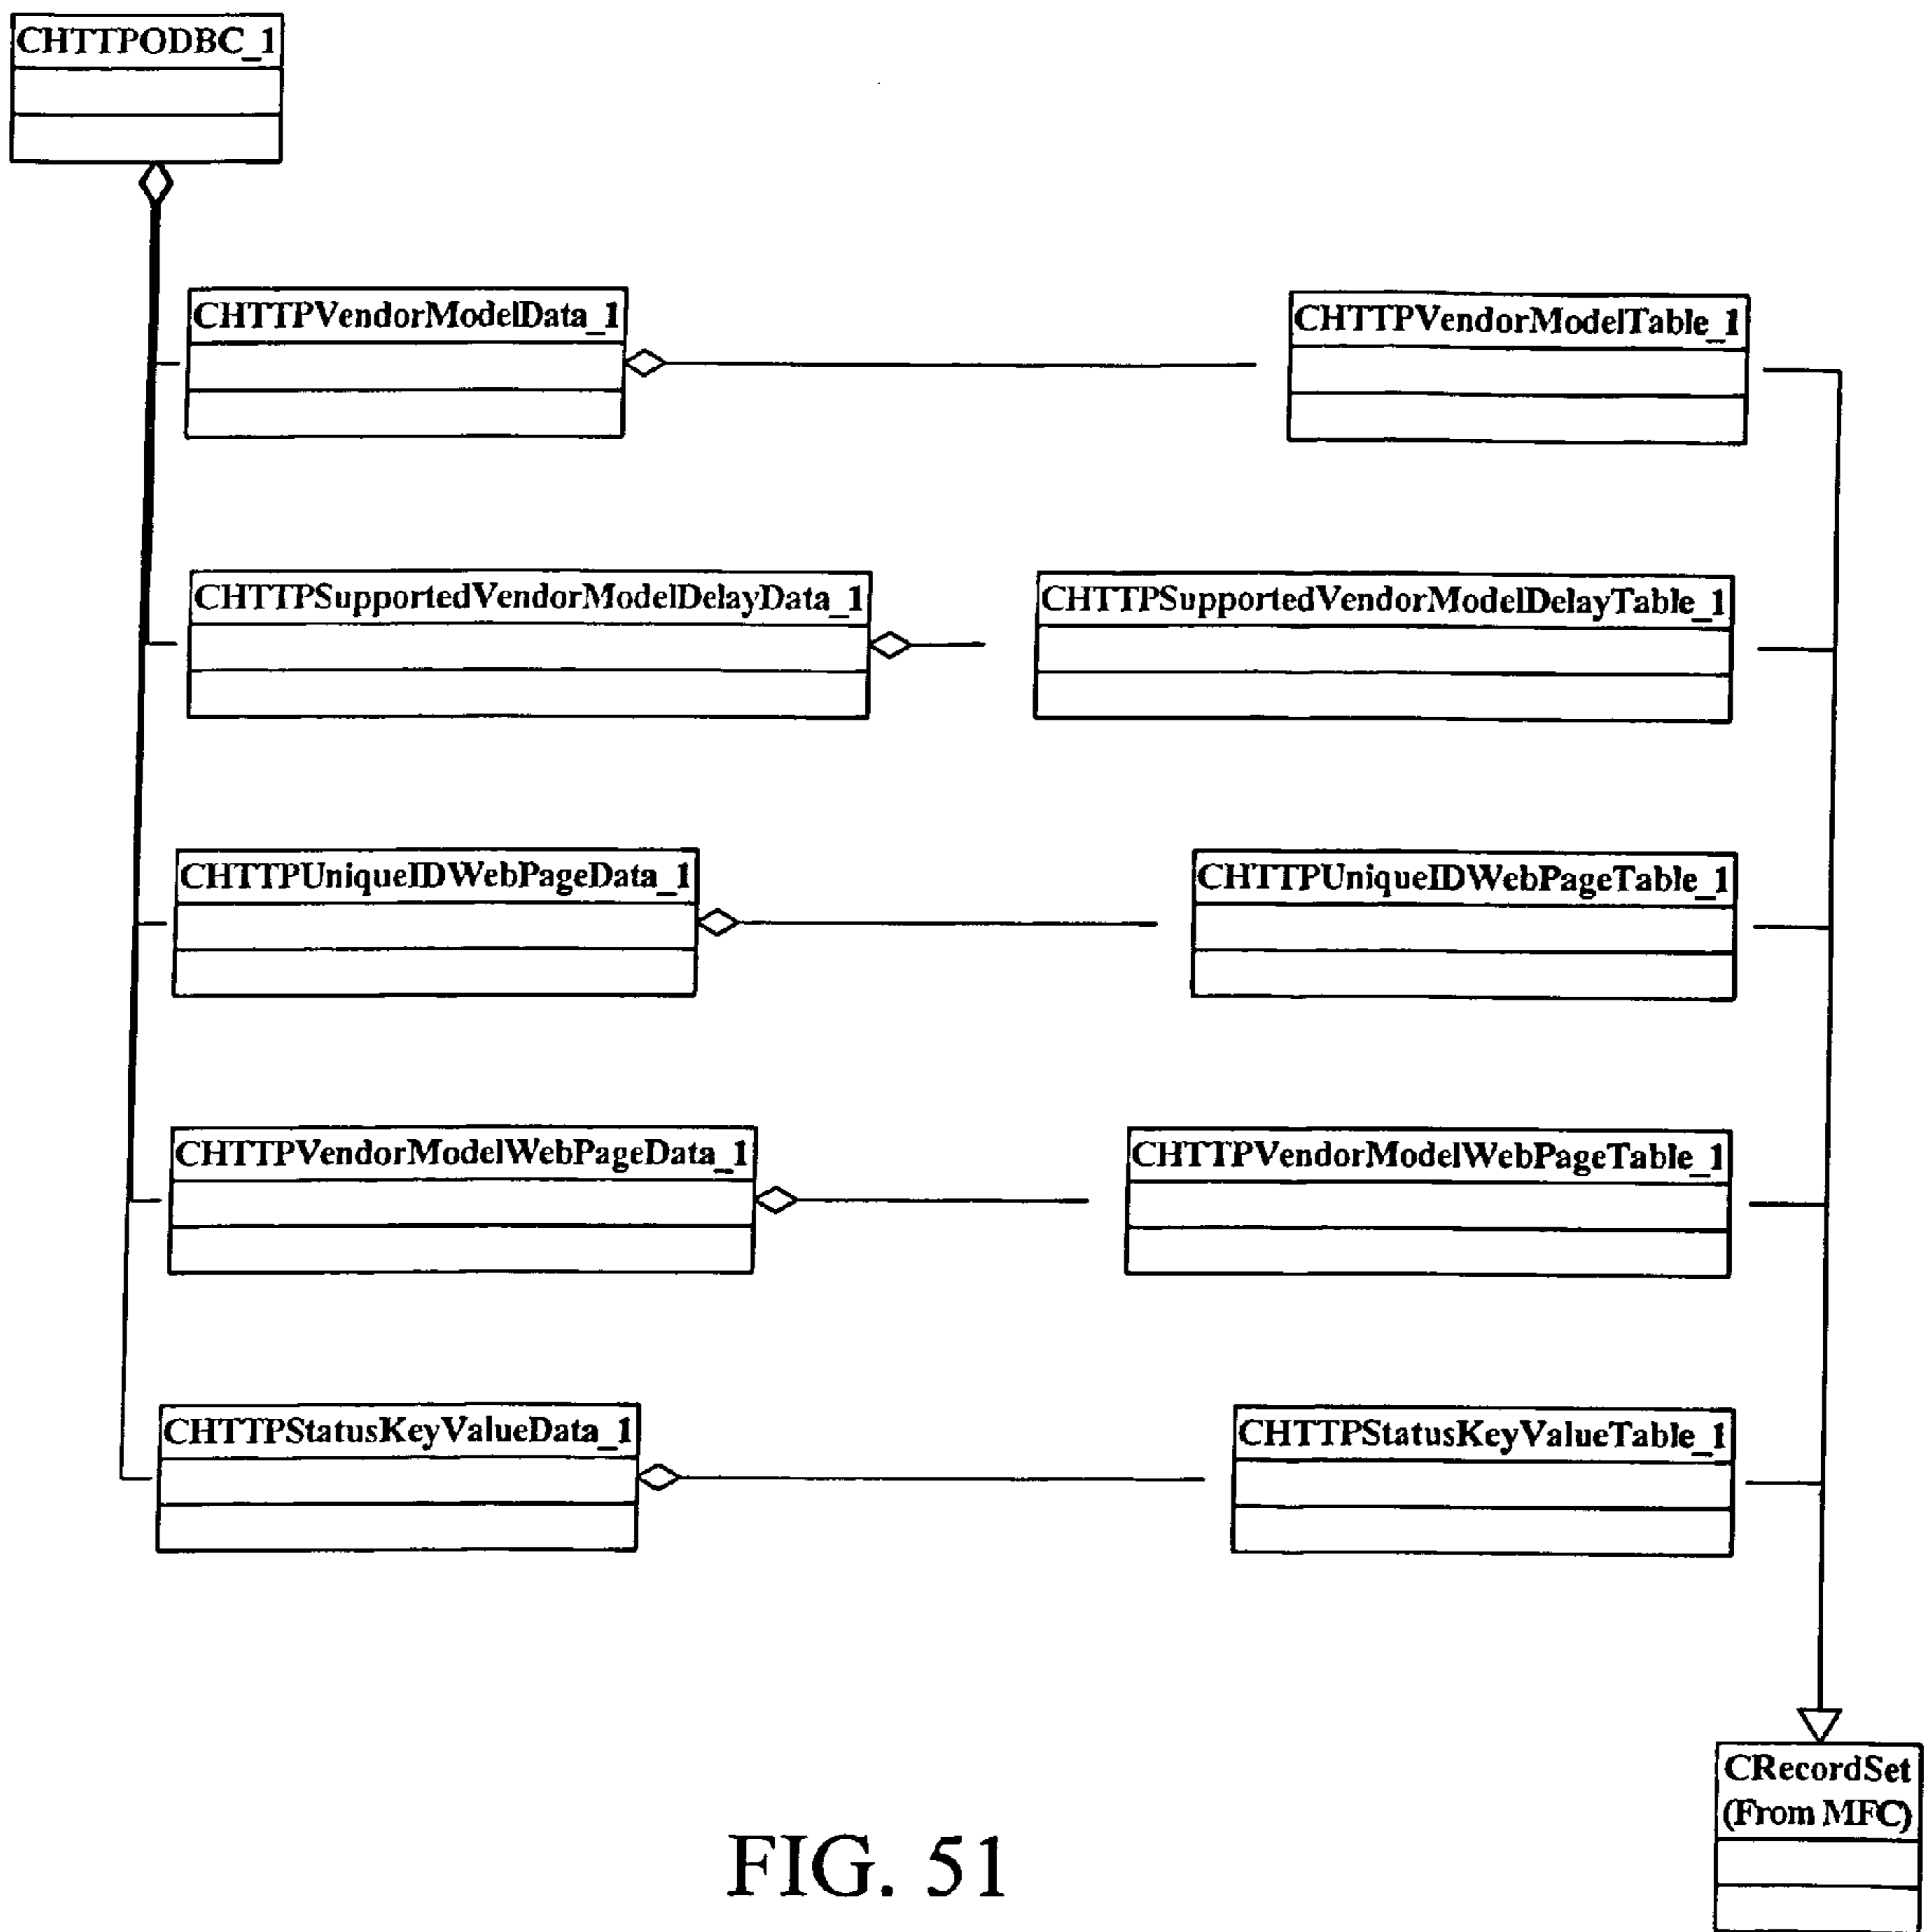 CHTTPODBC_1
CHTTPVendorModelData_1
CHTTPVendorModelTable_1
CHTTPSupportedVendorModelDelayData_1
CHTTPSupportedVendorModelDelayTable_1
CHTTPUniqueIDWebPageData_1
CHTTPUniqueIDWebPageTable_1
CHTTPVendorModelWebPageData_1
CHTTPVendorModelWebPageTable_1
CHTTPStatusKeyValueData_1
CHTTPStatusKeyValueTable_1
CRecordSet
(From MFC)
FIG. 51